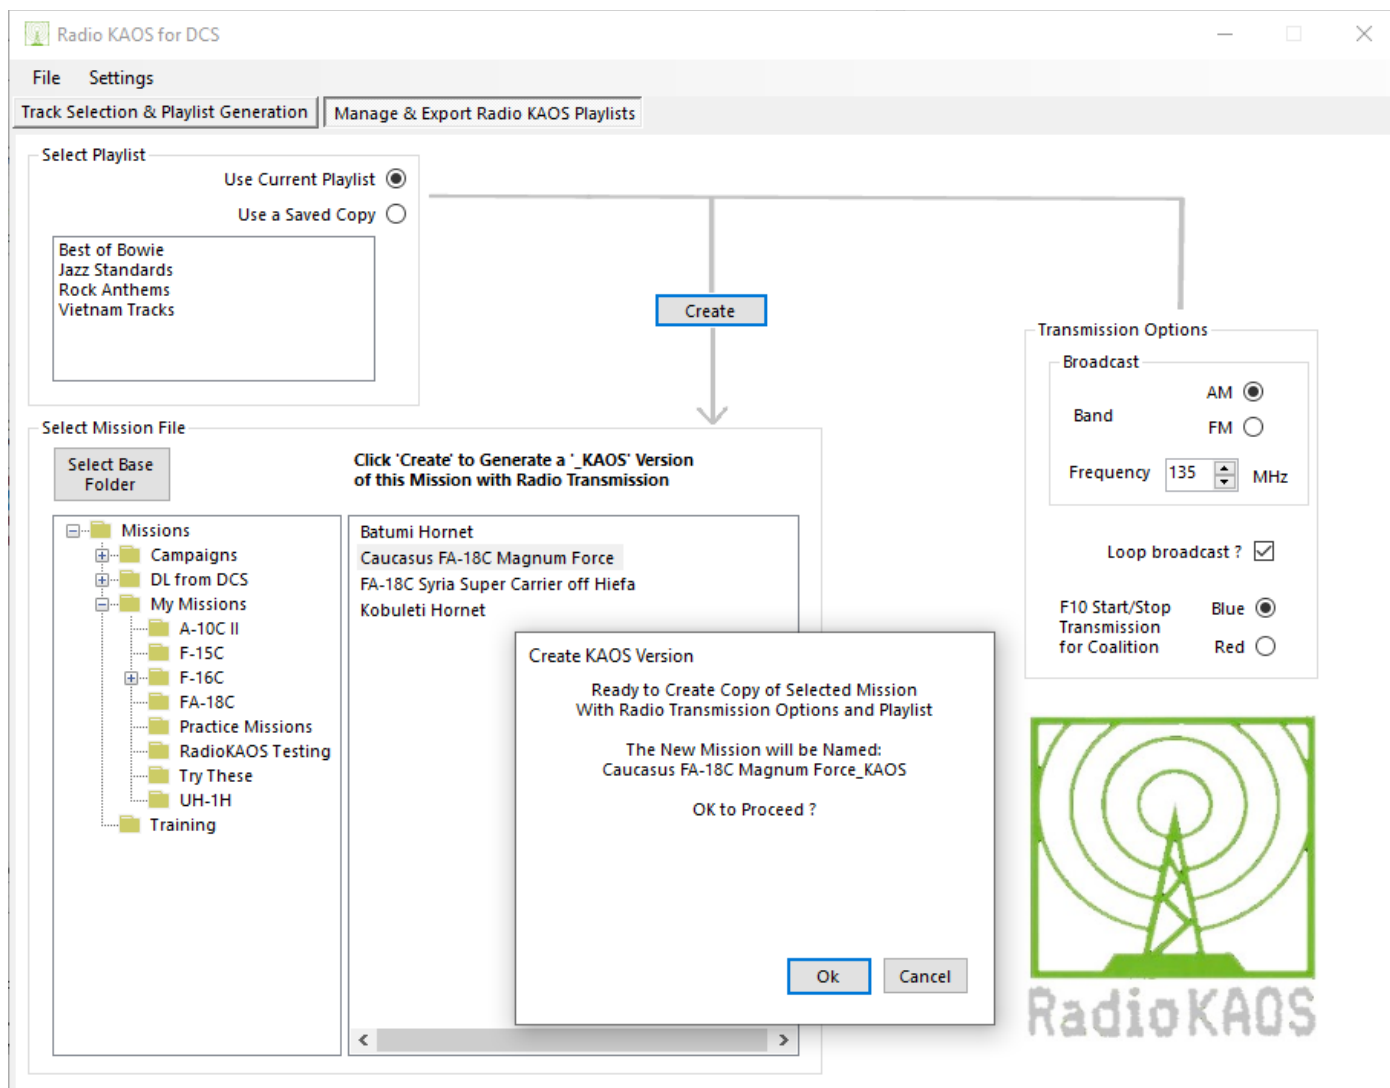 Radio KAOS for DCS
File Settings
Track Selection & Playlist Generation
Manage & Export Radio KAOS Playlists
Select Playlist
Use Current Playlist
Use a Saved Copy
Best of Bowie
Jazz Standards
Rock Anthems
Vietnam Tracks
Create
Transmission Options
Broadcast
Band
AM
FM
Frequency 135 MHz
Loop broadcast ?
F10 Start/Stop
Transmission
for Coalition
Blue
Red
Select Mission File
Select Base
Folder
Click 'Create' to Generate a '_KAOS' Version
of this Mission with Radio Transmission
Missions
Campaigns
DL from DCS
My Missions
A-10C II
F-15C
F-16C
FA-18C
Practice Missions
RadioKAOS Testing
Try These
UH-1H
Training
Batumi Hornet
Caucasus FA-18C Magnum Force
FA-18C Syria Super Carrier off Hiefa
Kobuleti Hornet
Create KAOS Version
Ready to Create Copy of Selected Mission
With Radio Transmission Options and Playlist
The New Mission will be Named:
Caucasus FA-18C Magnum Force_KAOS
OK to Proceed ?
Ok
Cancel
RadioKAOS